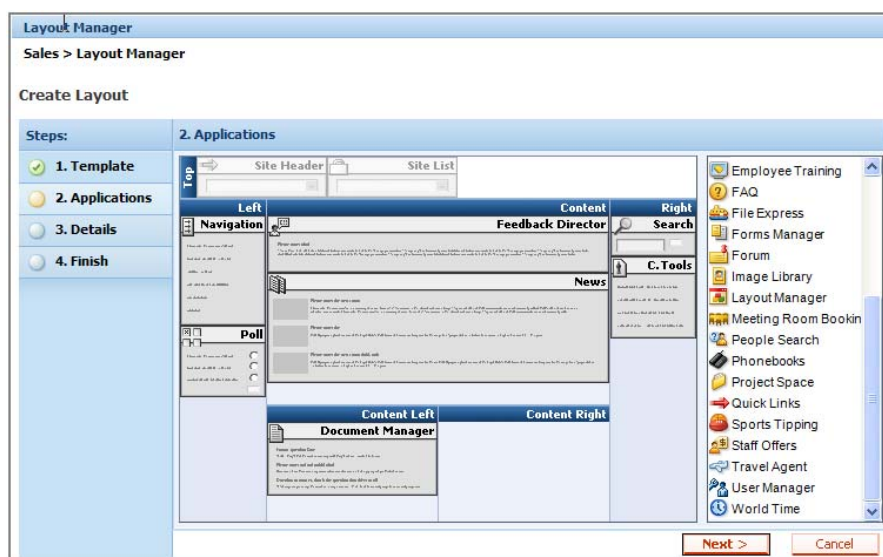 Layout Manager
Sales > Layout Manager
Create Layout
Steps:
1. Template
2. Applications
3. Details
4. Finish
2. Applications
Top
Site Header
Site List
Left
Navigation
Poll
Content
Feedback Director
News
Right
Search
C.Tools
Content Left
Document Manager
Content Right
Employee Training
FAQ
File Express
Forms Manager
Forum
Image Library
Layout Manager
Meeting Room Bookin
People Search
Phonebooks
Project Space
Quick Links
Sports Tipping
Staff Offers
Travel Agent
User Manager
World Time
Next >
Cancel